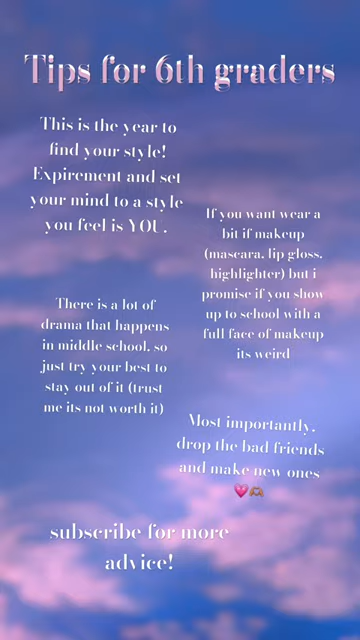 Tips for 6th graders
This is the year to
find your style!
Expirement and set
your mind to a style
you feel is YOU.
If you want wear a
bit if makeup
(mascara, lip gloss,
highlighter) but i
promise if you show
up to school with a
full face of makeup
its weird
There is a lot of
drama that happens
in middle school, so
just try your best to
stay out of it (trust
me its not worth it)
Most importantly,
drop the bad friends
and make new ones
💗🫶🏽
subscribe for more
advice!